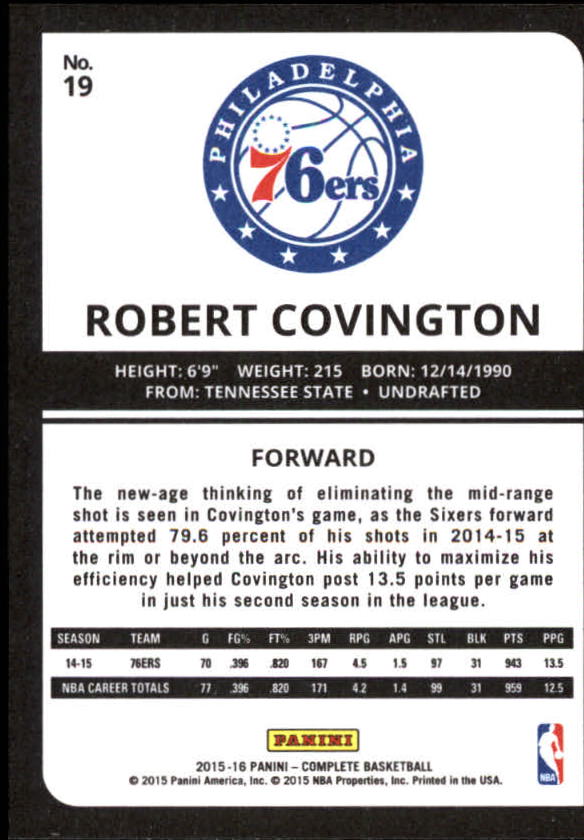 No.
19
PHILADELPHIA
76ers
ROBERT COVINGTON
HEIGHT: 6'9" WEIGHT: 215 BORN: 12/14/1990
FROM: TENNESSEE STATE • UNDRAFTED
FORWARD
The new-age thinking of eliminating the mid-range
shot is seen in Covington's game, as the Sixers forward
attempted 79.6 percent of his shots in 2014-15 at
the rim or beyond the arc. His ability to maximize his
efficiency helped Covington post 13.5 points per game
in just his second season in the league.
SEASON TEAM G FG% FT% 3PM RPG APG STL BLK PTS PPG
14-15 76ERS 70 .396 .820 167 4.5 1.5 97 31 943 13.5
NBA CAREER TOTALS 77 .396 .820 171 4.2 1.4 99 31 959 12.5
PANINI
2015-16 PANINI – COMPLETE BASKETBALL
© 2015 Panini America, Inc. © 2015 NBA Properties, Inc. Printed in the USA.
NBA